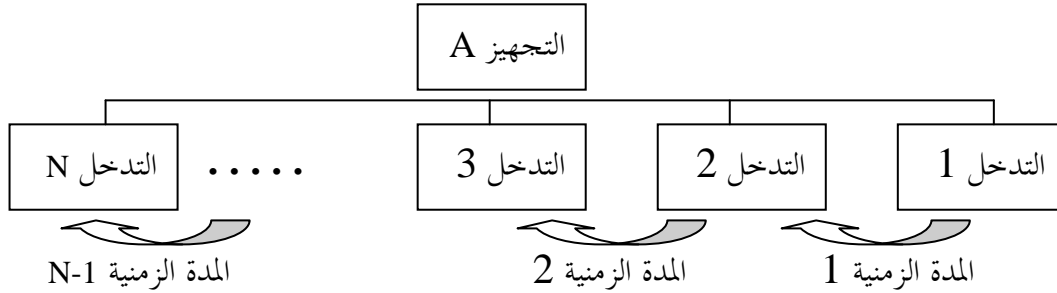 التجهيز A
التدخل 1
التدخل 2
التدخل 3
.....
التدخل N
المدة الزمنية 1
المدة الزمنية 2
المدة الزمنية N-1